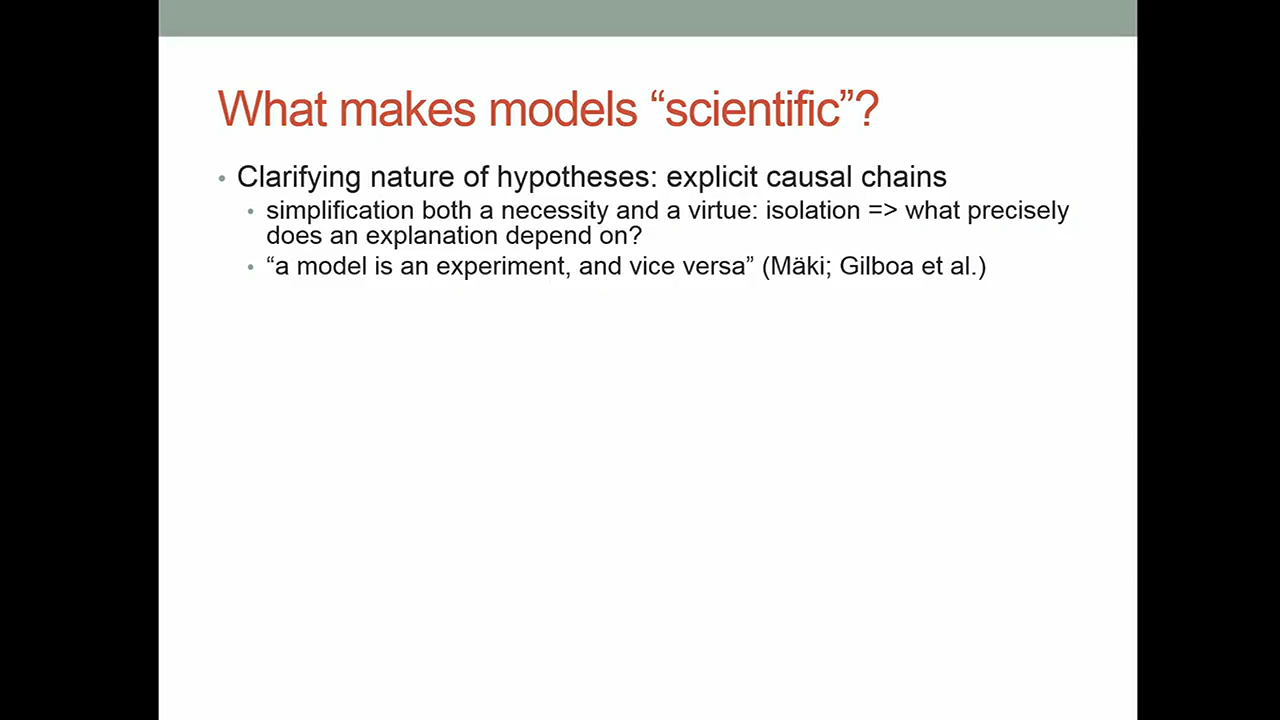 What makes models “scientific”?
• Clarifying nature of hypotheses: explicit causal chains
• simplification both a necessity and a virtue: isolation => what precisely
does an explanation depend on?
• “a model is an experiment, and vice versa” (Mäki; Gilboa et al.)